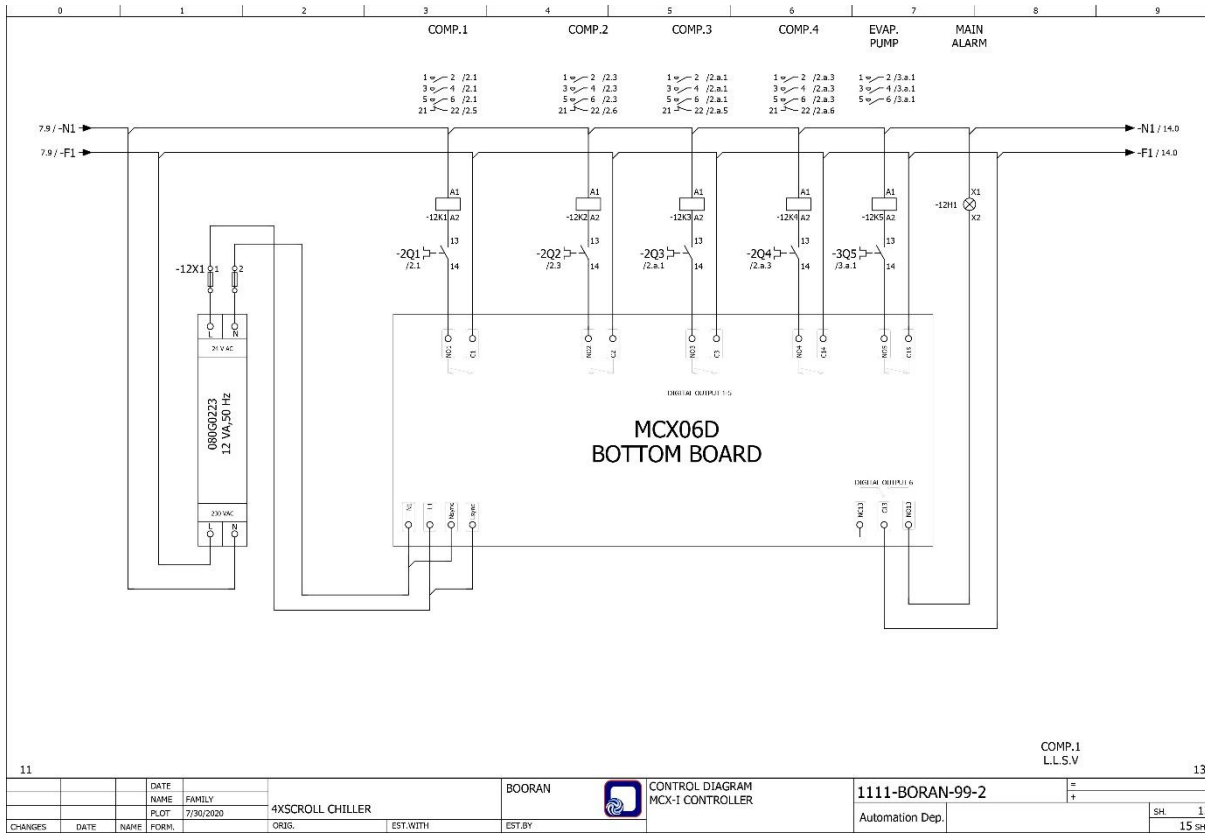 0 1 2 3 4 5 6 7 8 9
COMP.1 COMP.2 COMP.3 COMP.4 EVAP. PUMP MAIN ALARM
1 2 /2.1 1 2 /2.3 1 2 /2.a.1 1 2 /2.a.3 1 2 /3.a.1
3 4 /2.1 3 4 /2.3 3 4 /2.a.1 3 4 /2.a.3 3 4 /3.a.1
5 6 /2.1 5 6 /2.3 5 6 /2.a.1 5 6 /2.a.3 5 6 /3.a.1
21 22 /2.5 21 22 /2.6 21 22 /2.a.5 21 22 /2.a.6
7.9 / -N1 -N1 / 14.0
7.9 / -F1 -F1 / 14.0
A1 A1 A1 A1 A1 X1
-12K1 A2 -12K2 A2 -12K3 A2 -12K4 A2 -12K5 A2 -12H1 X2
13 13 13 13 13
-2Q1 -2Q2 -2Q3 -2Q4 -3Q5
/2.1 14 /2.3 14 /2.a.1 14 /2.a.3 14 /3.a.1 14
-12X1 1 2
L N
24 V AC
080G0223
12 VA,50 Hz
230 VAC
L N
NO1 C1 NO2 C2 NO3 C3 NO4 C14 NO5 C15
DIGITAL OUTPUT 1-5
MCX06D
BOTTOM BOARD
DIGITAL OUTPUT 6
N1 Nsync Lsync NC13 C13 NO13
COMP.1
L.L.S.V
11 13
DATE
NAME FAMILY
PLOT 7/30/2020
CHANGES DATE NAME FORM.
4XSCROLL CHILLER
ORIG. EST.WITH EST.BY
BOORAN
CONTROL DIAGRAM
MCX-I CONTROLLER
1111-BORAN-99-2
Automation Dep.
=
+
SH. 1
15 SH